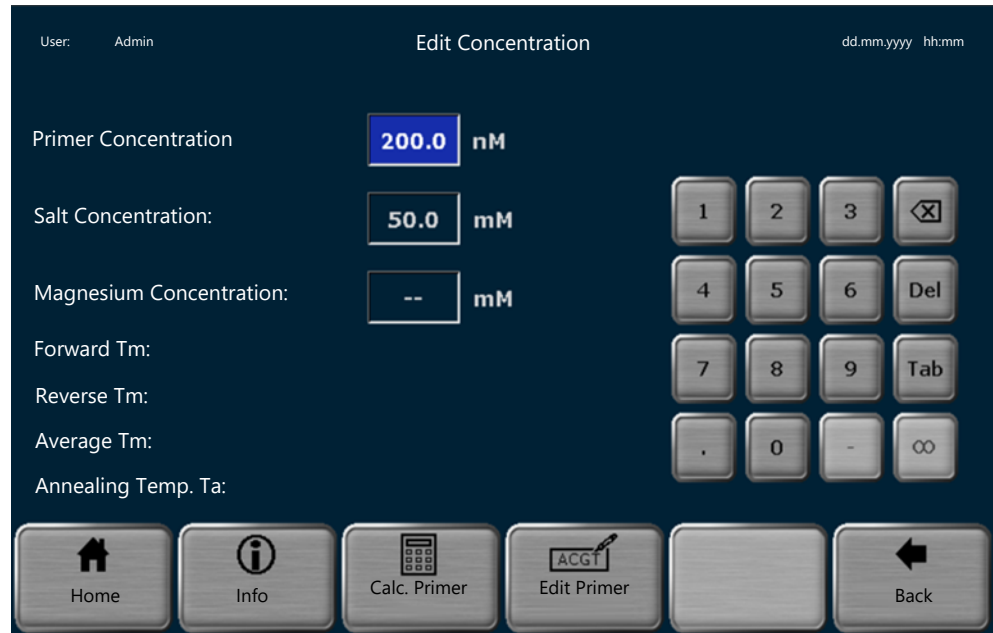 User: Admin Edit Concentration dd.mm.yyyy hh:mm
Primer Concentration 200.0 nM
Salt Concentration: 50.0 mM
Magnesium Concentration: -- mM
Forward Tm:
Reverse Tm:
Average Tm:
Annealing Temp. Ta:
1 2 3
4 5 6 Del
7 8 9 Tab
. 0 - ∞
ACGT
Home Info Calc. Primer Edit Primer Back